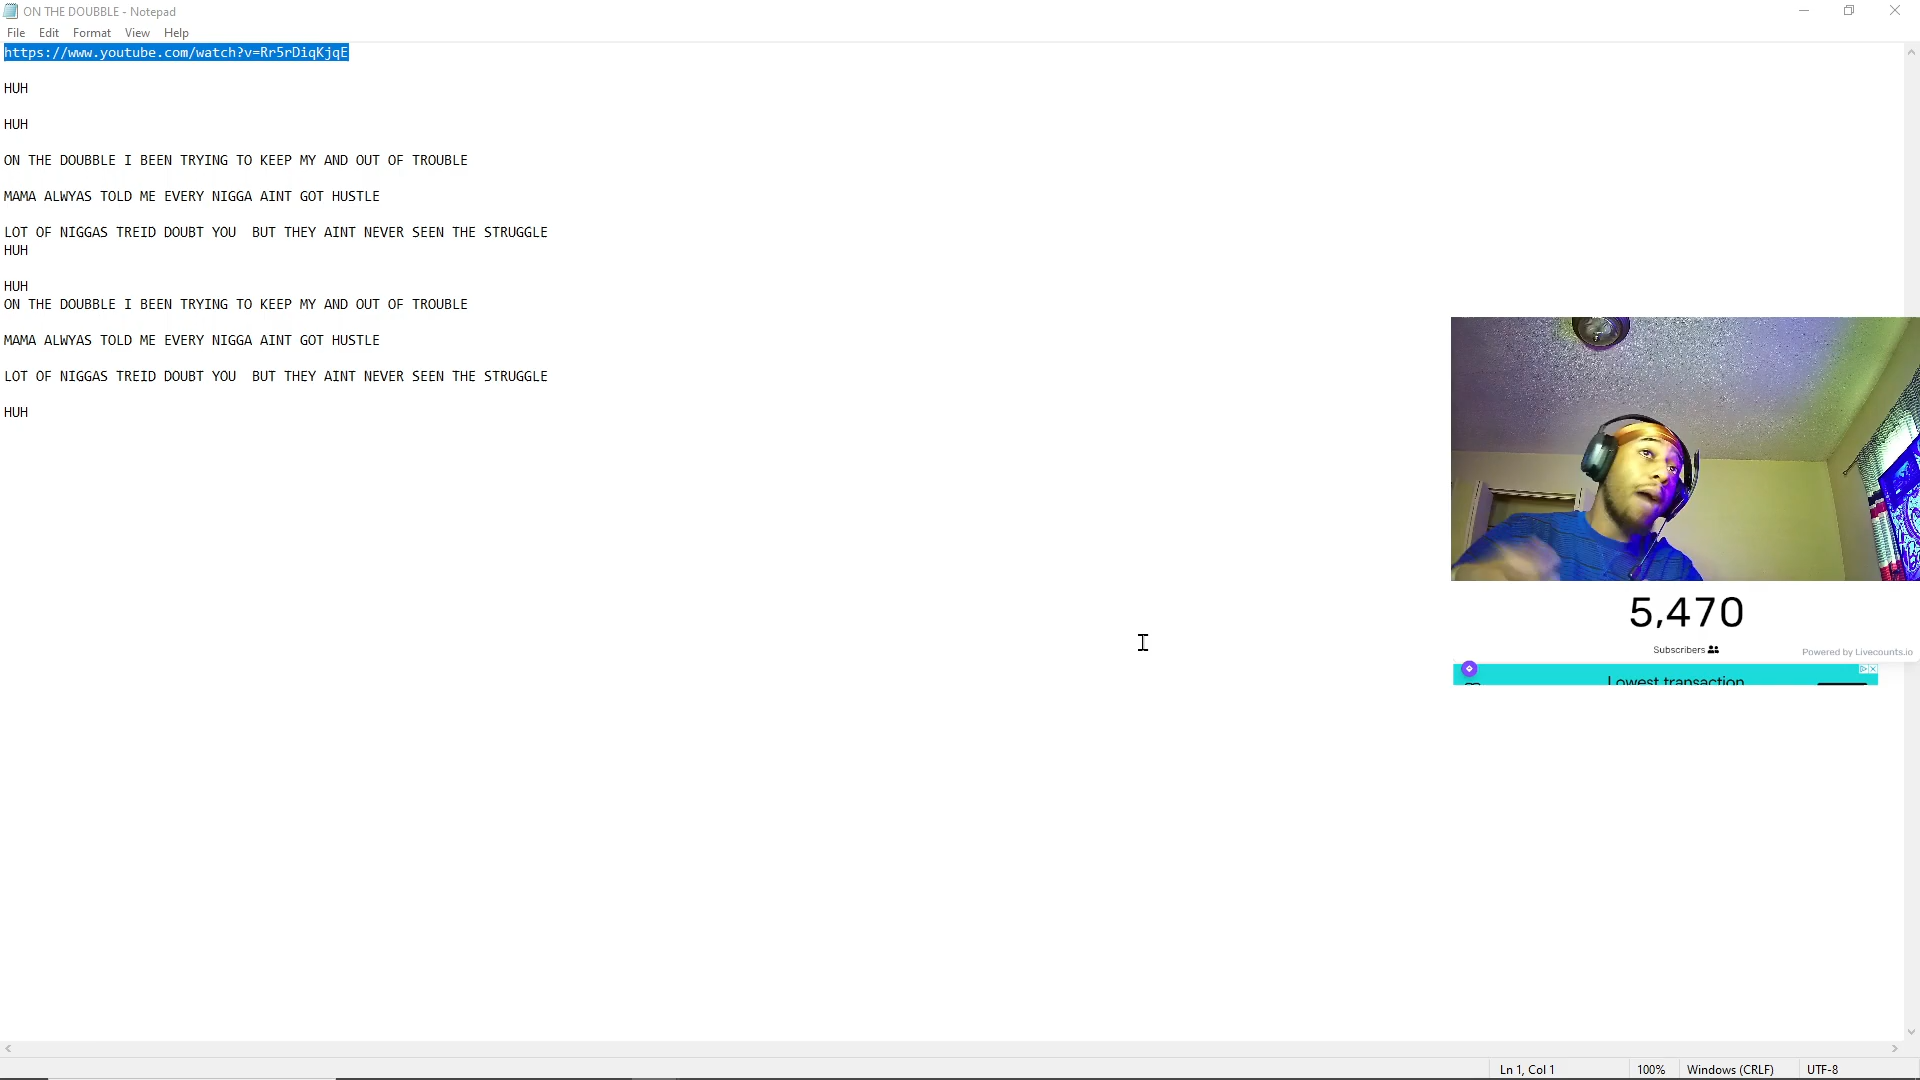 ON THE DOUBBLE - Notepad
File Edit Format View Help
https://www.youtube.com/watch?v=Rr5rDiqKjqE
HUH
HUH
ON THE DOUBBLE I BEEN TRYING TO KEEP MY AND OUT OF TROUBLE
MAMA ALWYAS TOLD ME EVERY NIGGA AINT GOT HUSTLE
LOT OF NIGGAS TREID DOUBT YOU  BUT THEY AINT NEVER SEEN THE STRUGGLE
HUH
HUH
ON THE DOUBBLE I BEEN TRYING TO KEEP MY AND OUT OF TROUBLE
MAMA ALWYAS TOLD ME EVERY NIGGA AINT GOT HUSTLE
LOT OF NIGGAS TREID DOUBT YOU  BUT THEY AINT NEVER SEEN THE STRUGGLE
HUH
5,470
Subscribers
Powered by Livecounts.io
Lowest transaction
Ln 1, Col 1 100% Windows (CRLF) UTF-8